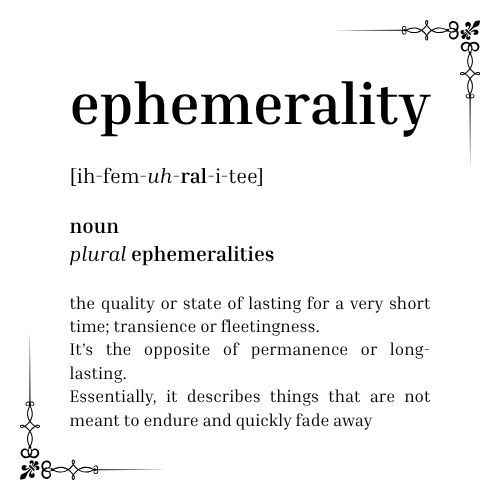 ephemerality
[ih-fem-uh-ral-i-tee]
noun
plural ephemeralities
the quality or state of lasting for a very short
time; transience or fleetingness.
It's the opposite of permanence or long-
lasting.
Essentially, it describes things that are not
meant to endure and quickly fade away